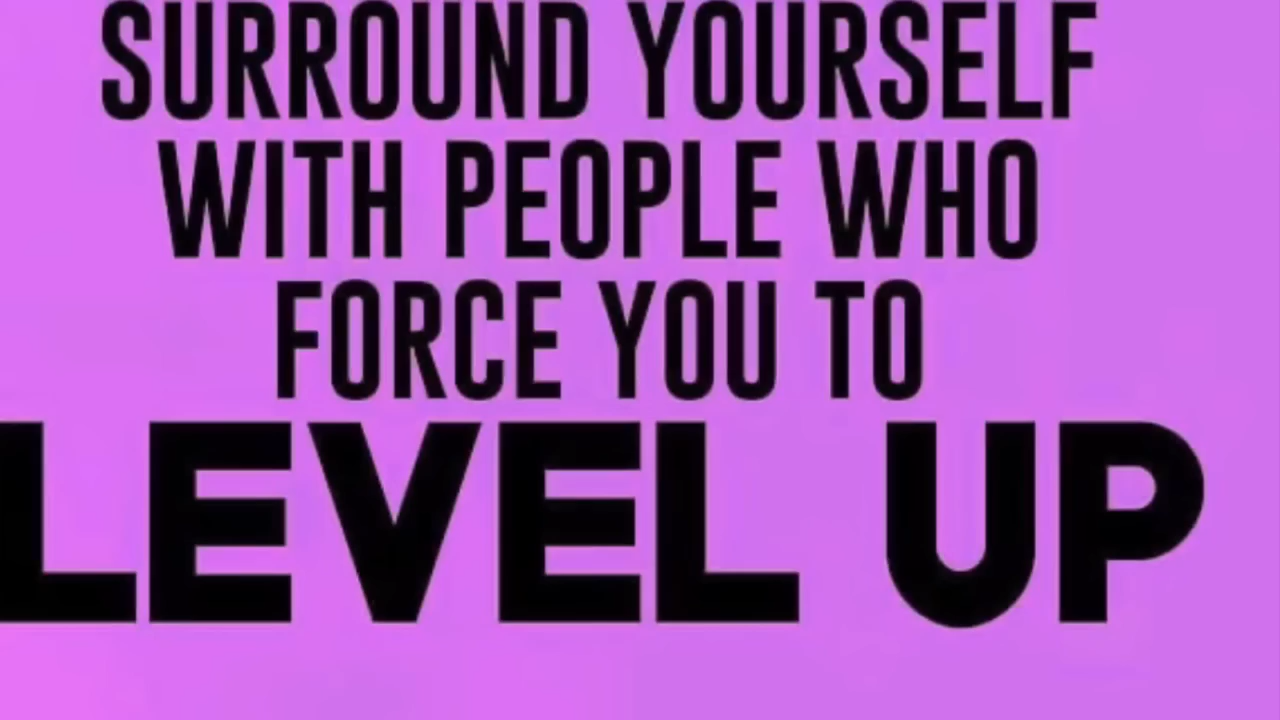 SURROUND YOURSELF
WITH PEOPLE WHO
FORCE YOU TO
LEVEL UP